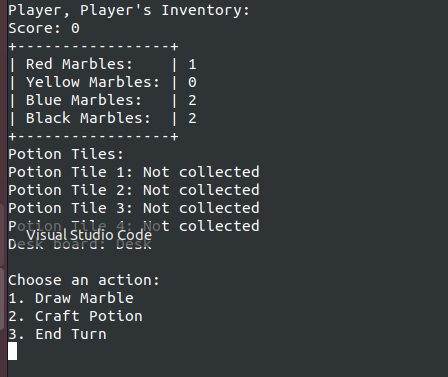 Player, Player's Inventory:
Score: 0
+-----------------+
| Red Marbles:    | 1
| Yellow Marbles: | 0
| Blue Marbles:   | 2
| Black Marbles:  | 2
+-----------------+
Potion Tiles:
Potion Tile 1: Not collected
Potion Tile 2: Not collected
Potion Tile 3: Not collected
Potion Tile 4: Not collected
Visual Studio Code
Desk board: Desk
Choose an action:
1. Draw Marble
2. Craft Potion
3. End Turn